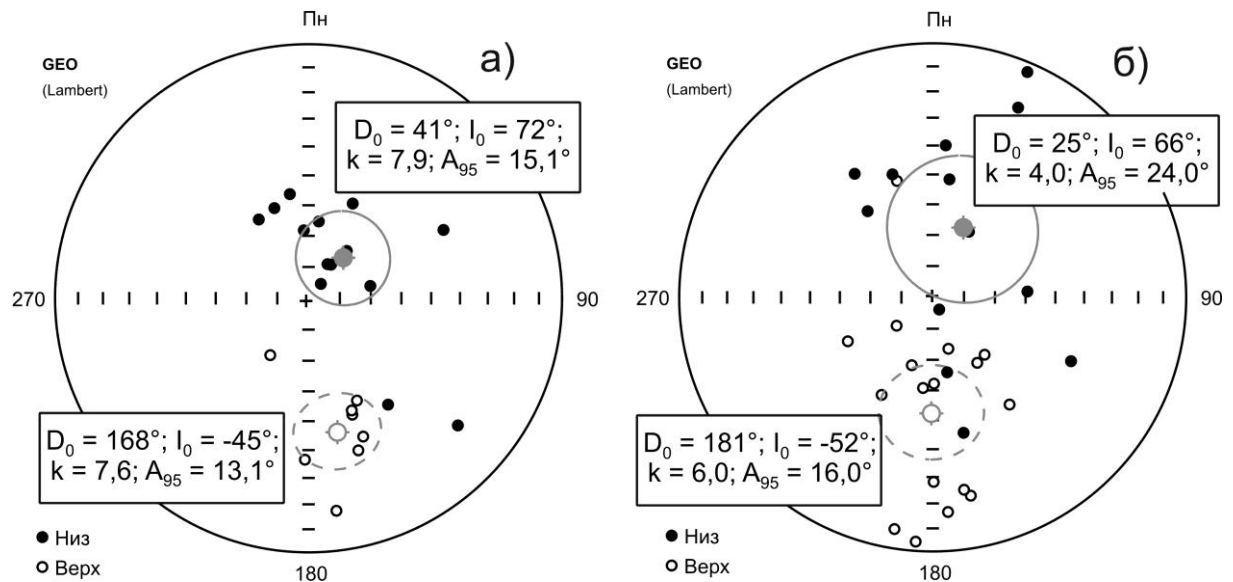 Пн
GEO
(Lambert)
а)
D₀ = 41°; I₀ = 72°;
k = 7,9; A₉₅ = 15,1°
270
90
D₀ = 168°; I₀ = -45°;
k = 7,6; A₉₅ = 13,1°
Низ
Верх
180
Пн
GEO
(Lambert)
б)
D₀ = 25°; I₀ = 66°;
k = 4,0; A₉₅ = 24,0°
270
90
D₀ = 181°; I₀ = -52°;
k = 6,0; A₉₅ = 16,0°
Низ
Верх
180